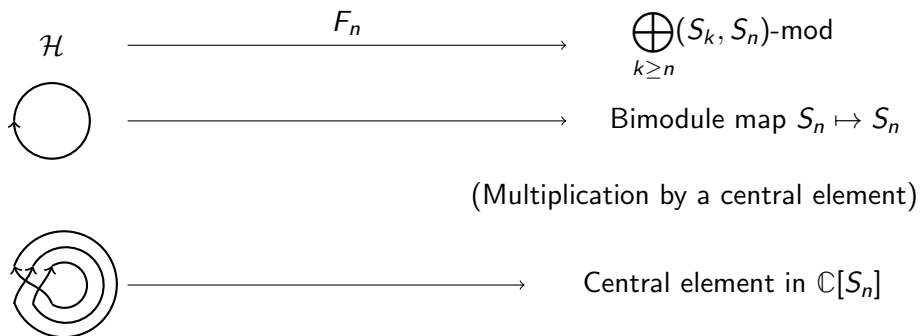 F_n
ℋ ⨁(S_k, S_n)-mod
k≥n
Bimodule map S_n ↦ S_n
(Multiplication by a central element)
Central element in ℂ[S_n]